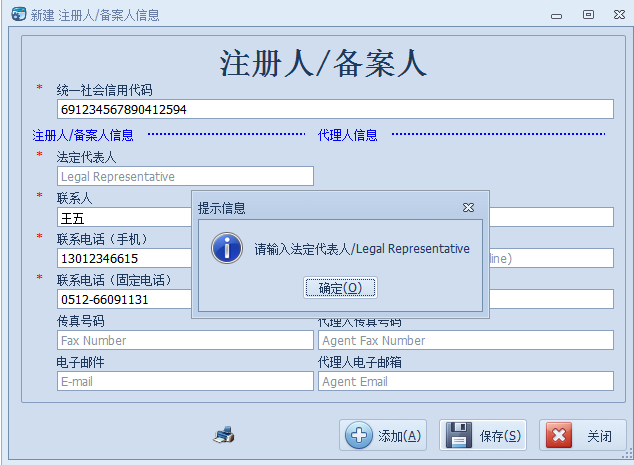 新建 注册人/备案人信息
注册人/备案人
* 统一社会信用代码
691234567890412594
注册人/备案人信息 代理人信息
* 法定代表人
Legal Representative
* 联系人
王五
* 联系电话（手机）
13012346615
line)
* 联系电话（固定电话）
0512-66091131
提示信息
请输入法定代表人/Legal Representative
确定(O)
传真号码 代理人传真号码
Fax Number Agent Fax Number
电子邮件 代理人电子邮箱
E-mail Agent Email
添加(A) 保存(S) 关闭